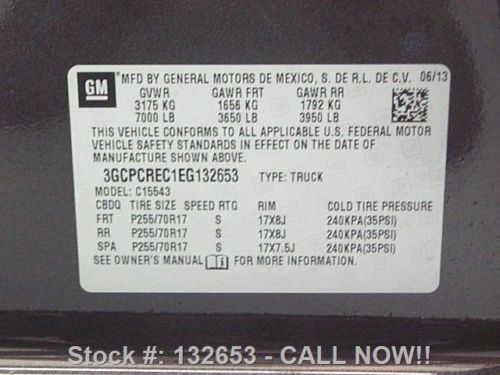 GM
MFD BY GENERAL MOTORS DE MEXICO, S. DE R.L. DE C.V. 06/13
GVWR GAWR FRT GAWR RR
3175 KG 1656 KG 1792 KG
7000 LB 3650 LB 3950 LB
THIS VEHICLE CONFORMS TO ALL APPLICABLE U.S. FEDERAL MOTOR
VEHICLE SAFETY STANDARDS IN EFFECT ON THE DATE OF
MANUFACTURE SHOWN ABOVE.
3GCPCREC1EG132653 TYPE: TRUCK
MODEL: C15543
CBDQ TIRE SIZE SPEED RTG RIM COLD TIRE PRESSURE
FRT P255/70R17 S 17X8J 240KPA(35PSI)
RR P255/70R17 S 17X8J 240KPA(35PSI)
SPA P255/70R17 S 17X7.5J 240KPA(35PSI)
SEE OWNER'S MANUAL FOR MORE INFORMATION.
Stock #: 132653 - CALL NOW!!